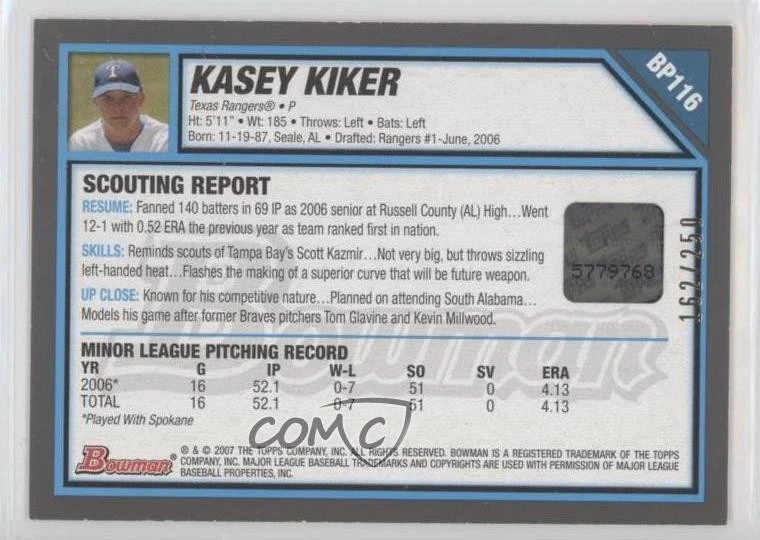 KASEY KIKER
BP116
Texas Rangers® • P
Ht: 5'11" • Wt: 185 • Throws: Left • Bats: Left
Born: 11-19-87, Seale, AL • Drafted: Rangers #1-June, 2006
SCOUTING REPORT
RESUME: Fanned 140 batters in 69 IP as 2006 senior at Russell County (AL) High...Went
12-1 with 0.52 ERA the previous year as team ranked first in nation.
SKILLS: Reminds scouts of Tampa Bay's Scott Kazmir...Not very big, but throws sizzling
left-handed heat...Flashes the making of a superior curve that will be future weapon.
UP CLOSE: Known for his competitive nature...Planned on attending South Alabama...
Models his game after former Braves pitchers Tom Glavine and Kevin Millwood.
5779768
162/250
Bowman
MINOR LEAGUE PITCHING RECORD
YR G IP W-L SO SV ERA
2006* 16 52.1 0-7 51 0 4.13
TOTAL 16 52.1 0-7 51 0 4.13
*Played With Spokane
COMC
Bowman
® & © 2007 THE TOPPS COMPANY, INC. ALL RIGHTS RESERVED. BOWMAN IS A REGISTERED TRADEMARK OF THE TOPPS
COMPANY, INC. MAJOR LEAGUE BASEBALL TRADEMARKS AND COPYRIGHTS ARE USED WITH PERMISSION OF MAJOR LEAGUE
BASEBALL PROPERTIES, INC.